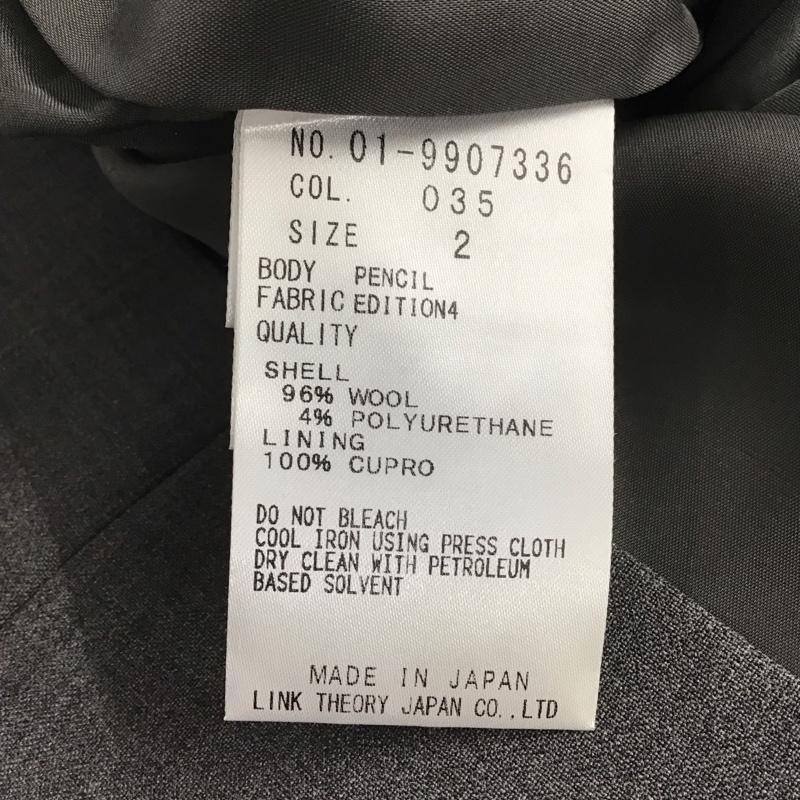 NO. 01-9907336
COL. 035
SIZE 2
BODY PENCIL
FABRIC EDITION4
QUALITY
SHELL
96% WOOL
4% POLYURETHANE
LINING
100% CUPRO
DO NOT BLEACH
COOL IRON USING PRESS CLOTH
DRY CLEAN WITH PETROLEUM
BASED SOLVENT
MADE IN JAPAN
LINK THEORY JAPAN CO.,LTD